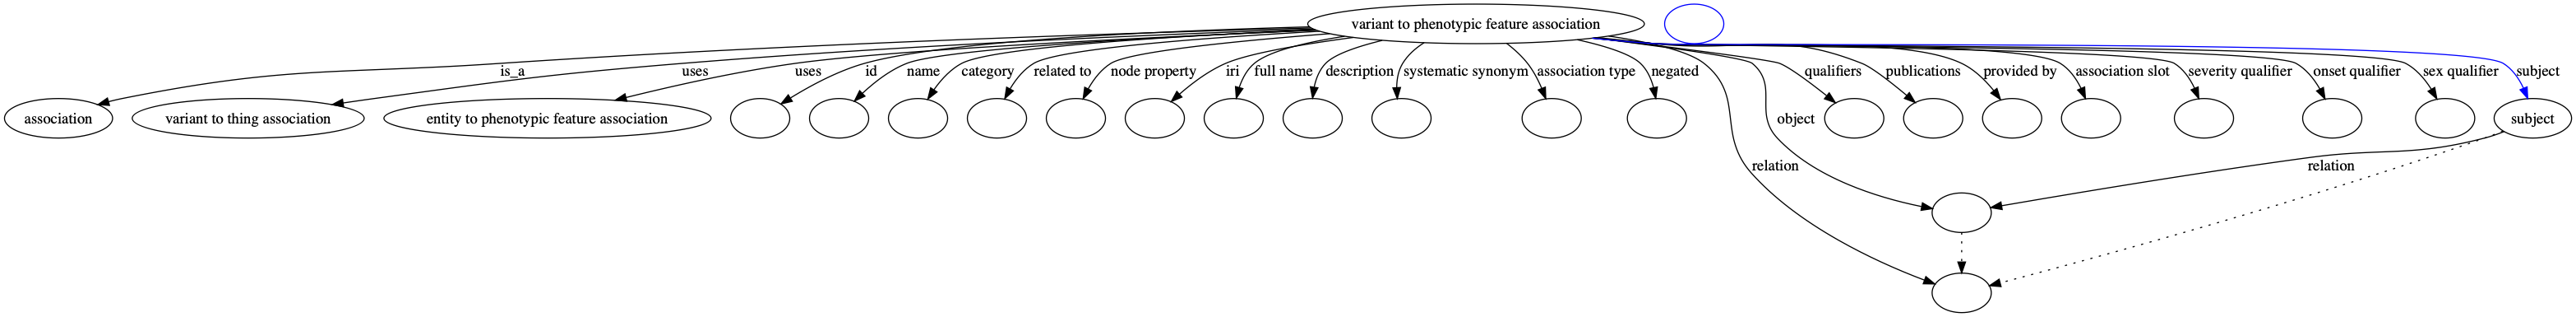 variant to phenotypic feature association
is_a
uses
uses
id
name
category
related to
node property
iri
full name
description
systematic synonym
association type
negated
qualifiers
publications
provided by
association slot
severity qualifier
onset qualifier
sex qualifier
subject
association
variant to thing association
entity to phenotypic feature association
object
subject
relation
relation